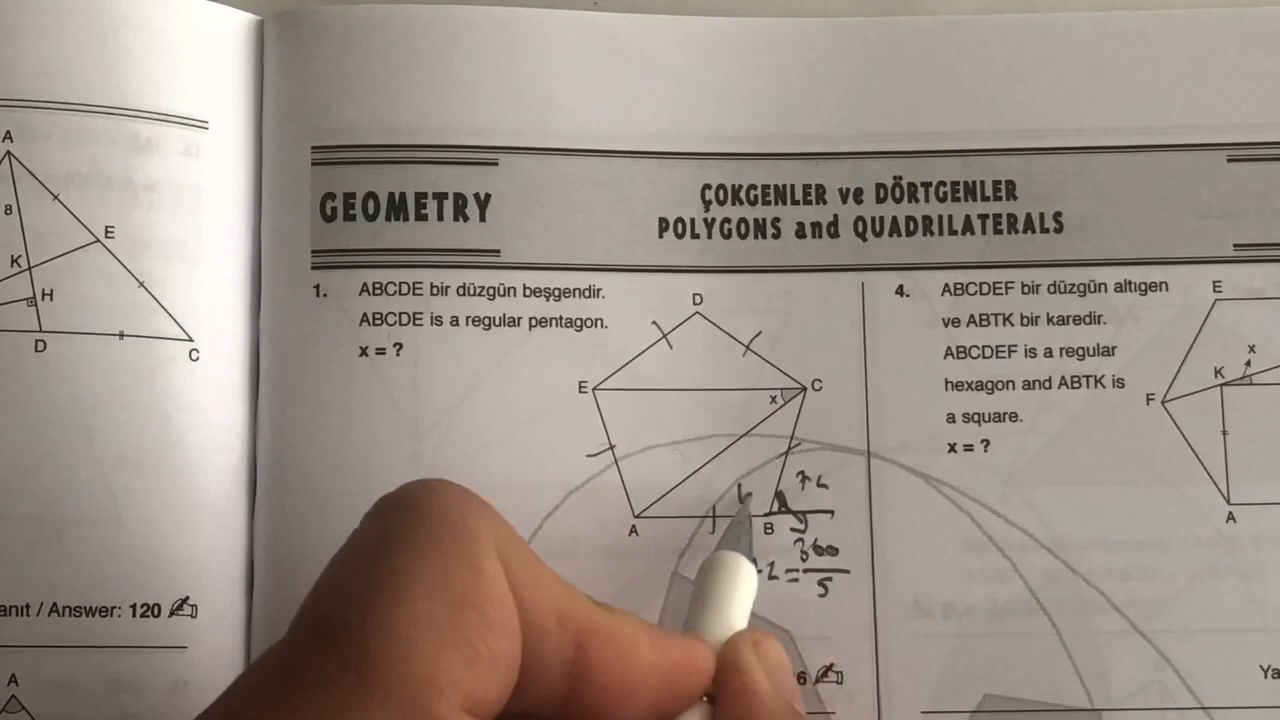 A
8
E
K
H
D
C
anıt / Answer: 120
A
GEOMETRY
ÇOKGENLER ve DÖRTGENLER
POLYGONS and QUADRILATERALS
1. ABCDE bir düzgün beşgendir.
ABCDE is a regular pentagon.
x = ?
D
E
C
x
A
B
72
72 = 360
5
6
4. ABCDEF bir düzgün altıgen
ve ABTK bir karedir.
ABCDEF is a regular
hexagon and ABTK is
a square.
x = ?
E
x
K
F
A
Ya